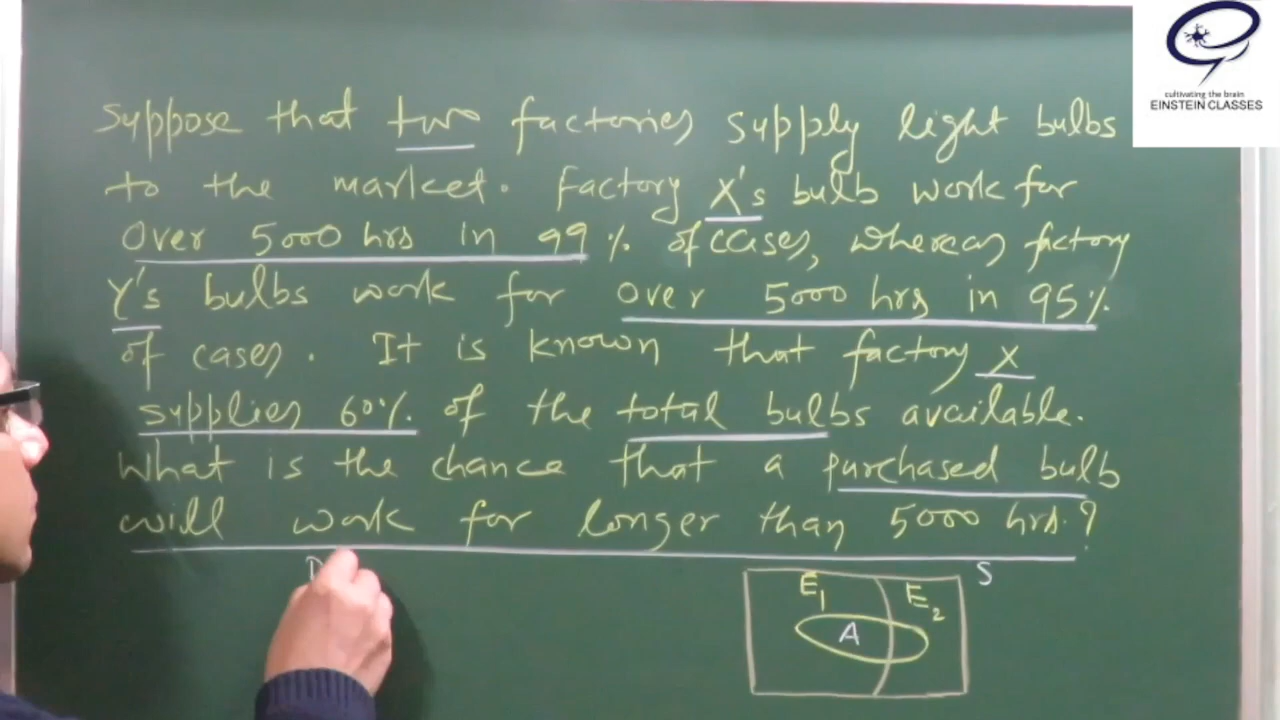 cultivating the brain
EINSTEIN CLASSES
Suppose that two factories supply light bulbs
to the market. Factory X's bulb work for
over 5000 hrs in 99% of cases, whereas factory
Y's bulbs work for over 5000 hrs in 95%
of cases. It is known that factory X
supplies 60% of the total bulbs available.
What is the chance that a purchased bulb
will work for longer than 5000 hrs.?
S
E₁ E₂
A